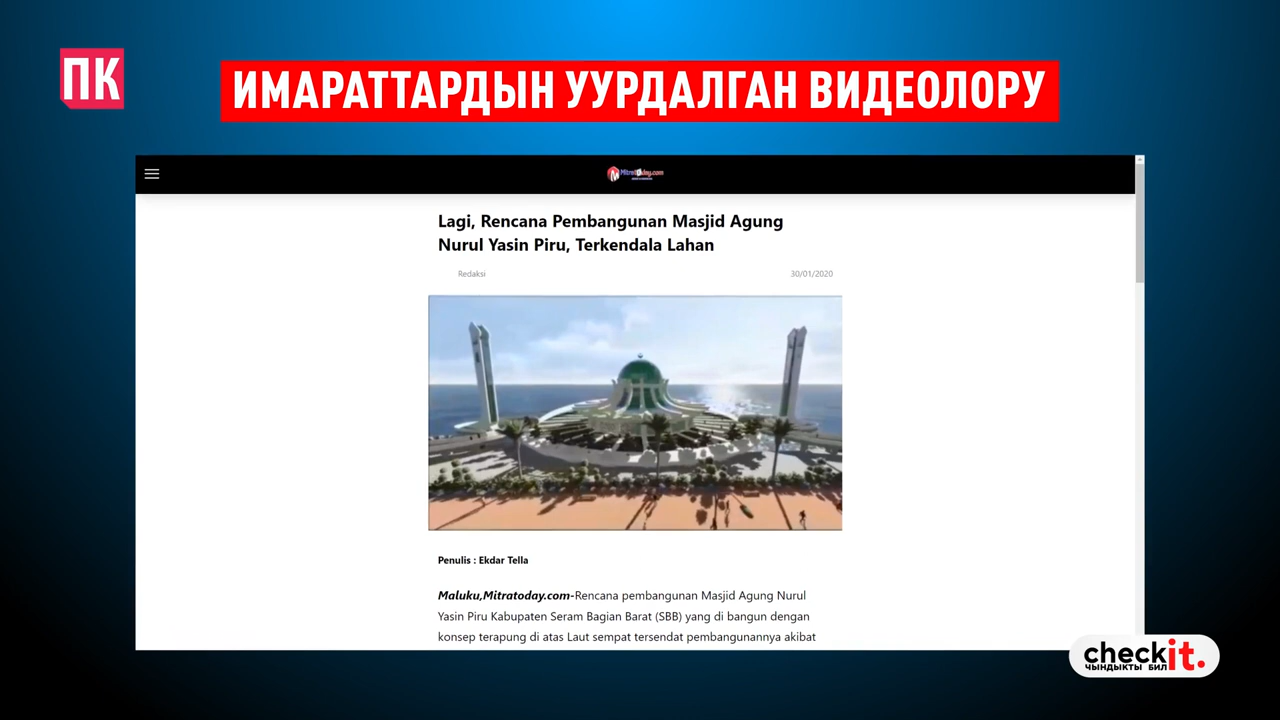 ПК
ИМАРАТТАРДЫН УУРДАЛГАН ВИДЕОЛОРУ
Mitratoday.com
Lagi, Rencana Pembangunan Masjid Agung
Nurul Yasin Piru, Terkendala Lahan
Redaksi 30/01/2020
Penulis : Ekdar Tella
Maluku,Mitratoday.com-Rencana pembangunan Masjid Agung Nurul
Yasin Piru Kabupaten Seram Bagian Barat (SBB) yang di bangun dengan
konsep terapung di atas Laut sempat tersendat pembangunannya akibat
checkit.
ЧЫНДЫКТЫ БИЛ